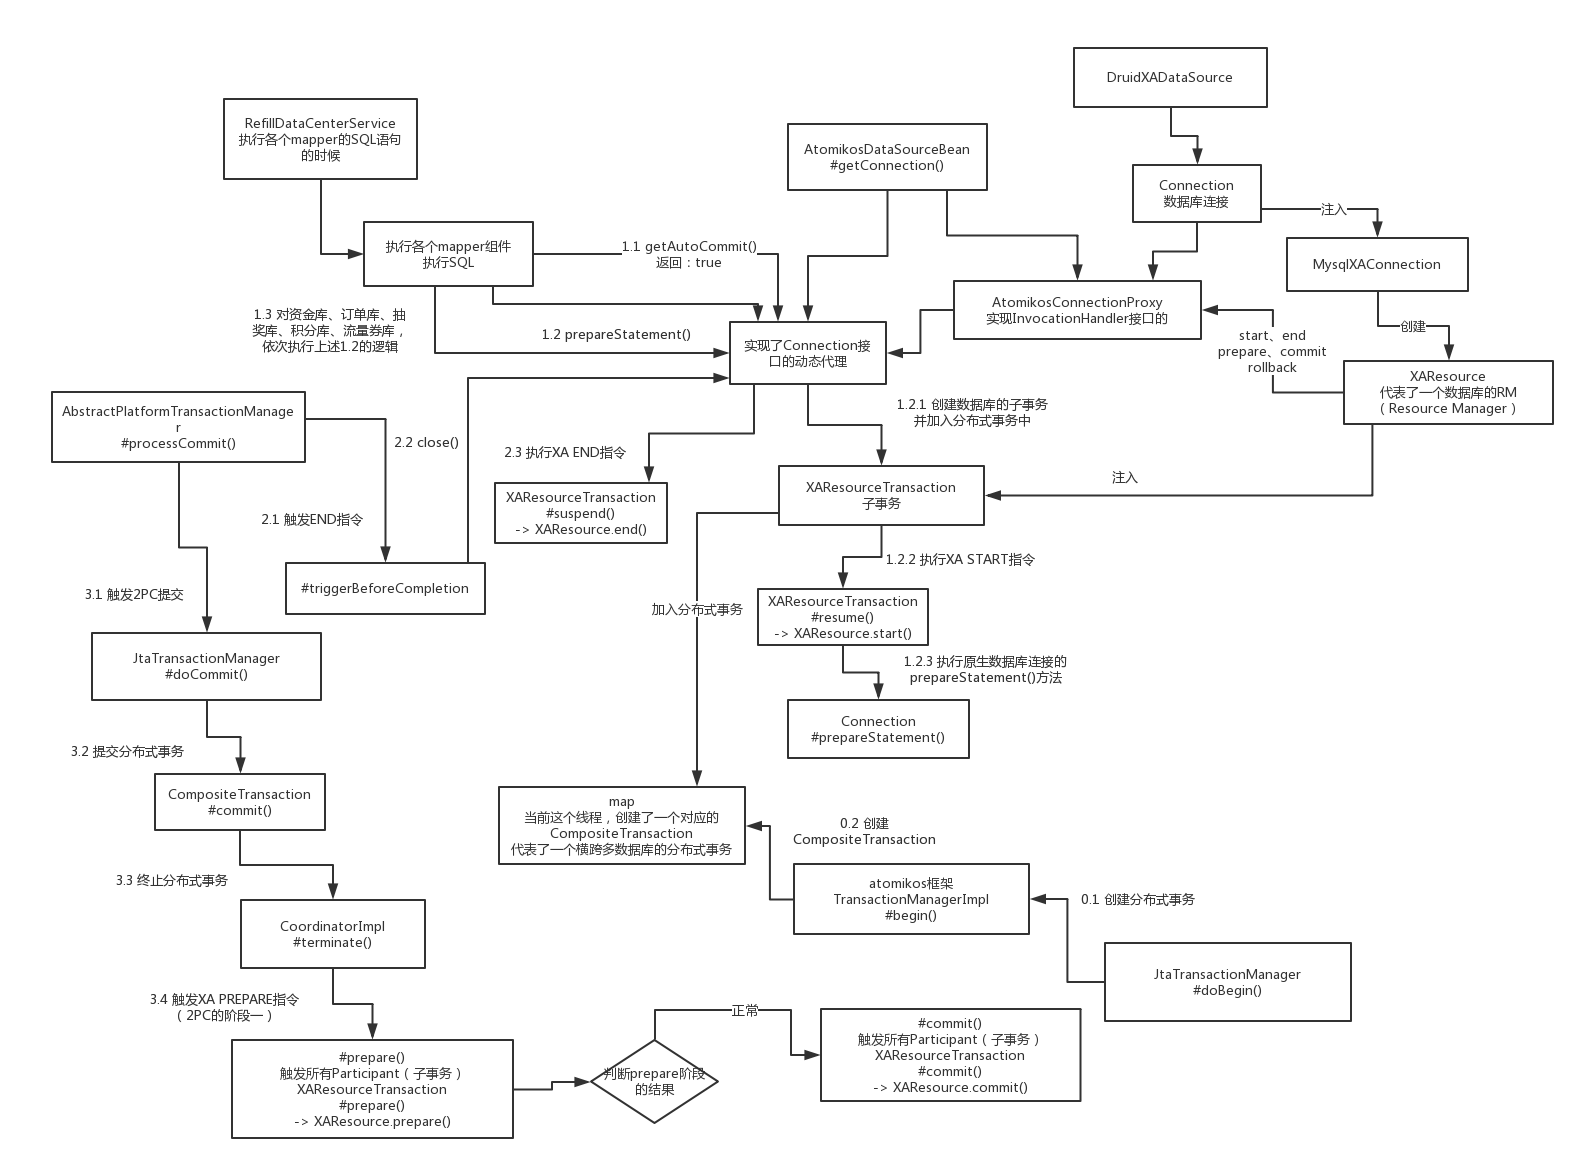 DruidXADataSource
RefillDataCenterService
执行各个mapper的SQL语句
的时候
AtomikosDataSourceBean
#getConnection()
Connection
数据库连接
注入
执行各个mapper组件
执行SQL
1.1 getAutoCommit()
返回：true
MysqlXAConnection
AtomikosConnectionProxy
实现InvocationHandler接口的
1.3 对资金库、订单库、抽
奖库、积分库、流量券库，
依次执行上述1.2的逻辑
1.2 prepareStatement()
实现了Connection接
口的动态代理
创建
start、end
prepare、commit
rollback
XAResource
代表了一个数据库的RM
（Resource Manager）
AbstractPlatformTransactionManage
r
#processCommit()
2.2 close()
1.2.1 创建数据库的子事务
并加入分布式事务中
2.3 执行XA END指令
注入
XAResourceTransaction
#suspend()
-> XAResource.end()
XAResourceTransaction
子事务
2.1 触发END指令
1.2.2 执行XA START指令
#triggerBeforeCompletion
3.1 触发2PC提交
加入分布式事务
XAResourceTransaction
#resume()
-> XAResource.start()
JtaTransactionManager
#doCommit()
1.2.3 执行原生数据库连接的
prepareStatement()方法
Connection
#prepareStatement()
3.2 提交分布式事务
CompositeTransaction
#commit()
map
当前这个线程，创建了一个对应的
CompositeTransaction
代表了一个横跨多数据库的分布式事务
0.2 创建
CompositeTransaction
3.3 终止分布式事务
atomikos框架
TransactionManagerImpl
#begin()
0.1 创建分布式事务
CoordinatorImpl
#terminate()
JtaTransactionManager
#doBegin()
3.4 触发XA PREPARE指令
（2PC的阶段一）
正常
#prepare()
触发所有Participant（子事务）
XAResourceTransaction
#prepare()
-> XAResource.prepare()
判断prepare阶段
的结果
#commit()
触发所有Participant（子事务）
XAResourceTransaction
#commit()
-> XAResource.commit()